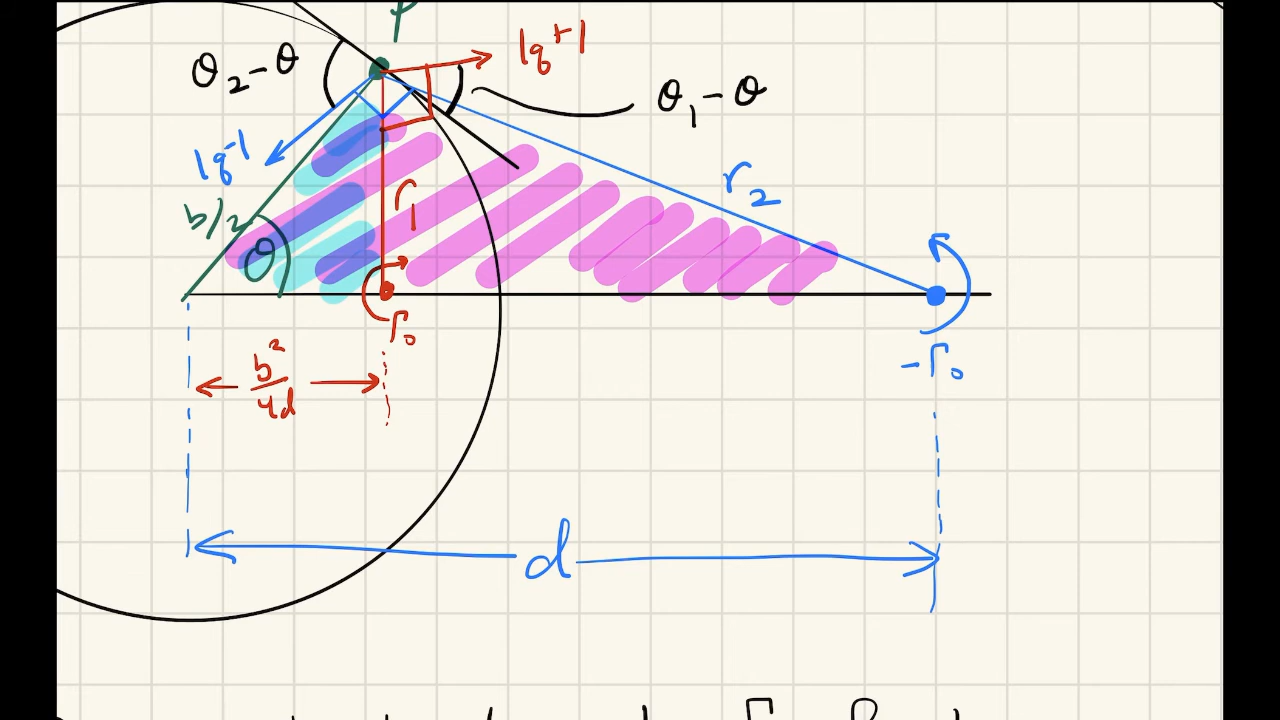 P
θ₂-θ
|q⁺|
θ₁-θ
|q⁻|
b/2
r₁
r₂
θ
Γ₀
-Γ₀
b²/4d
d